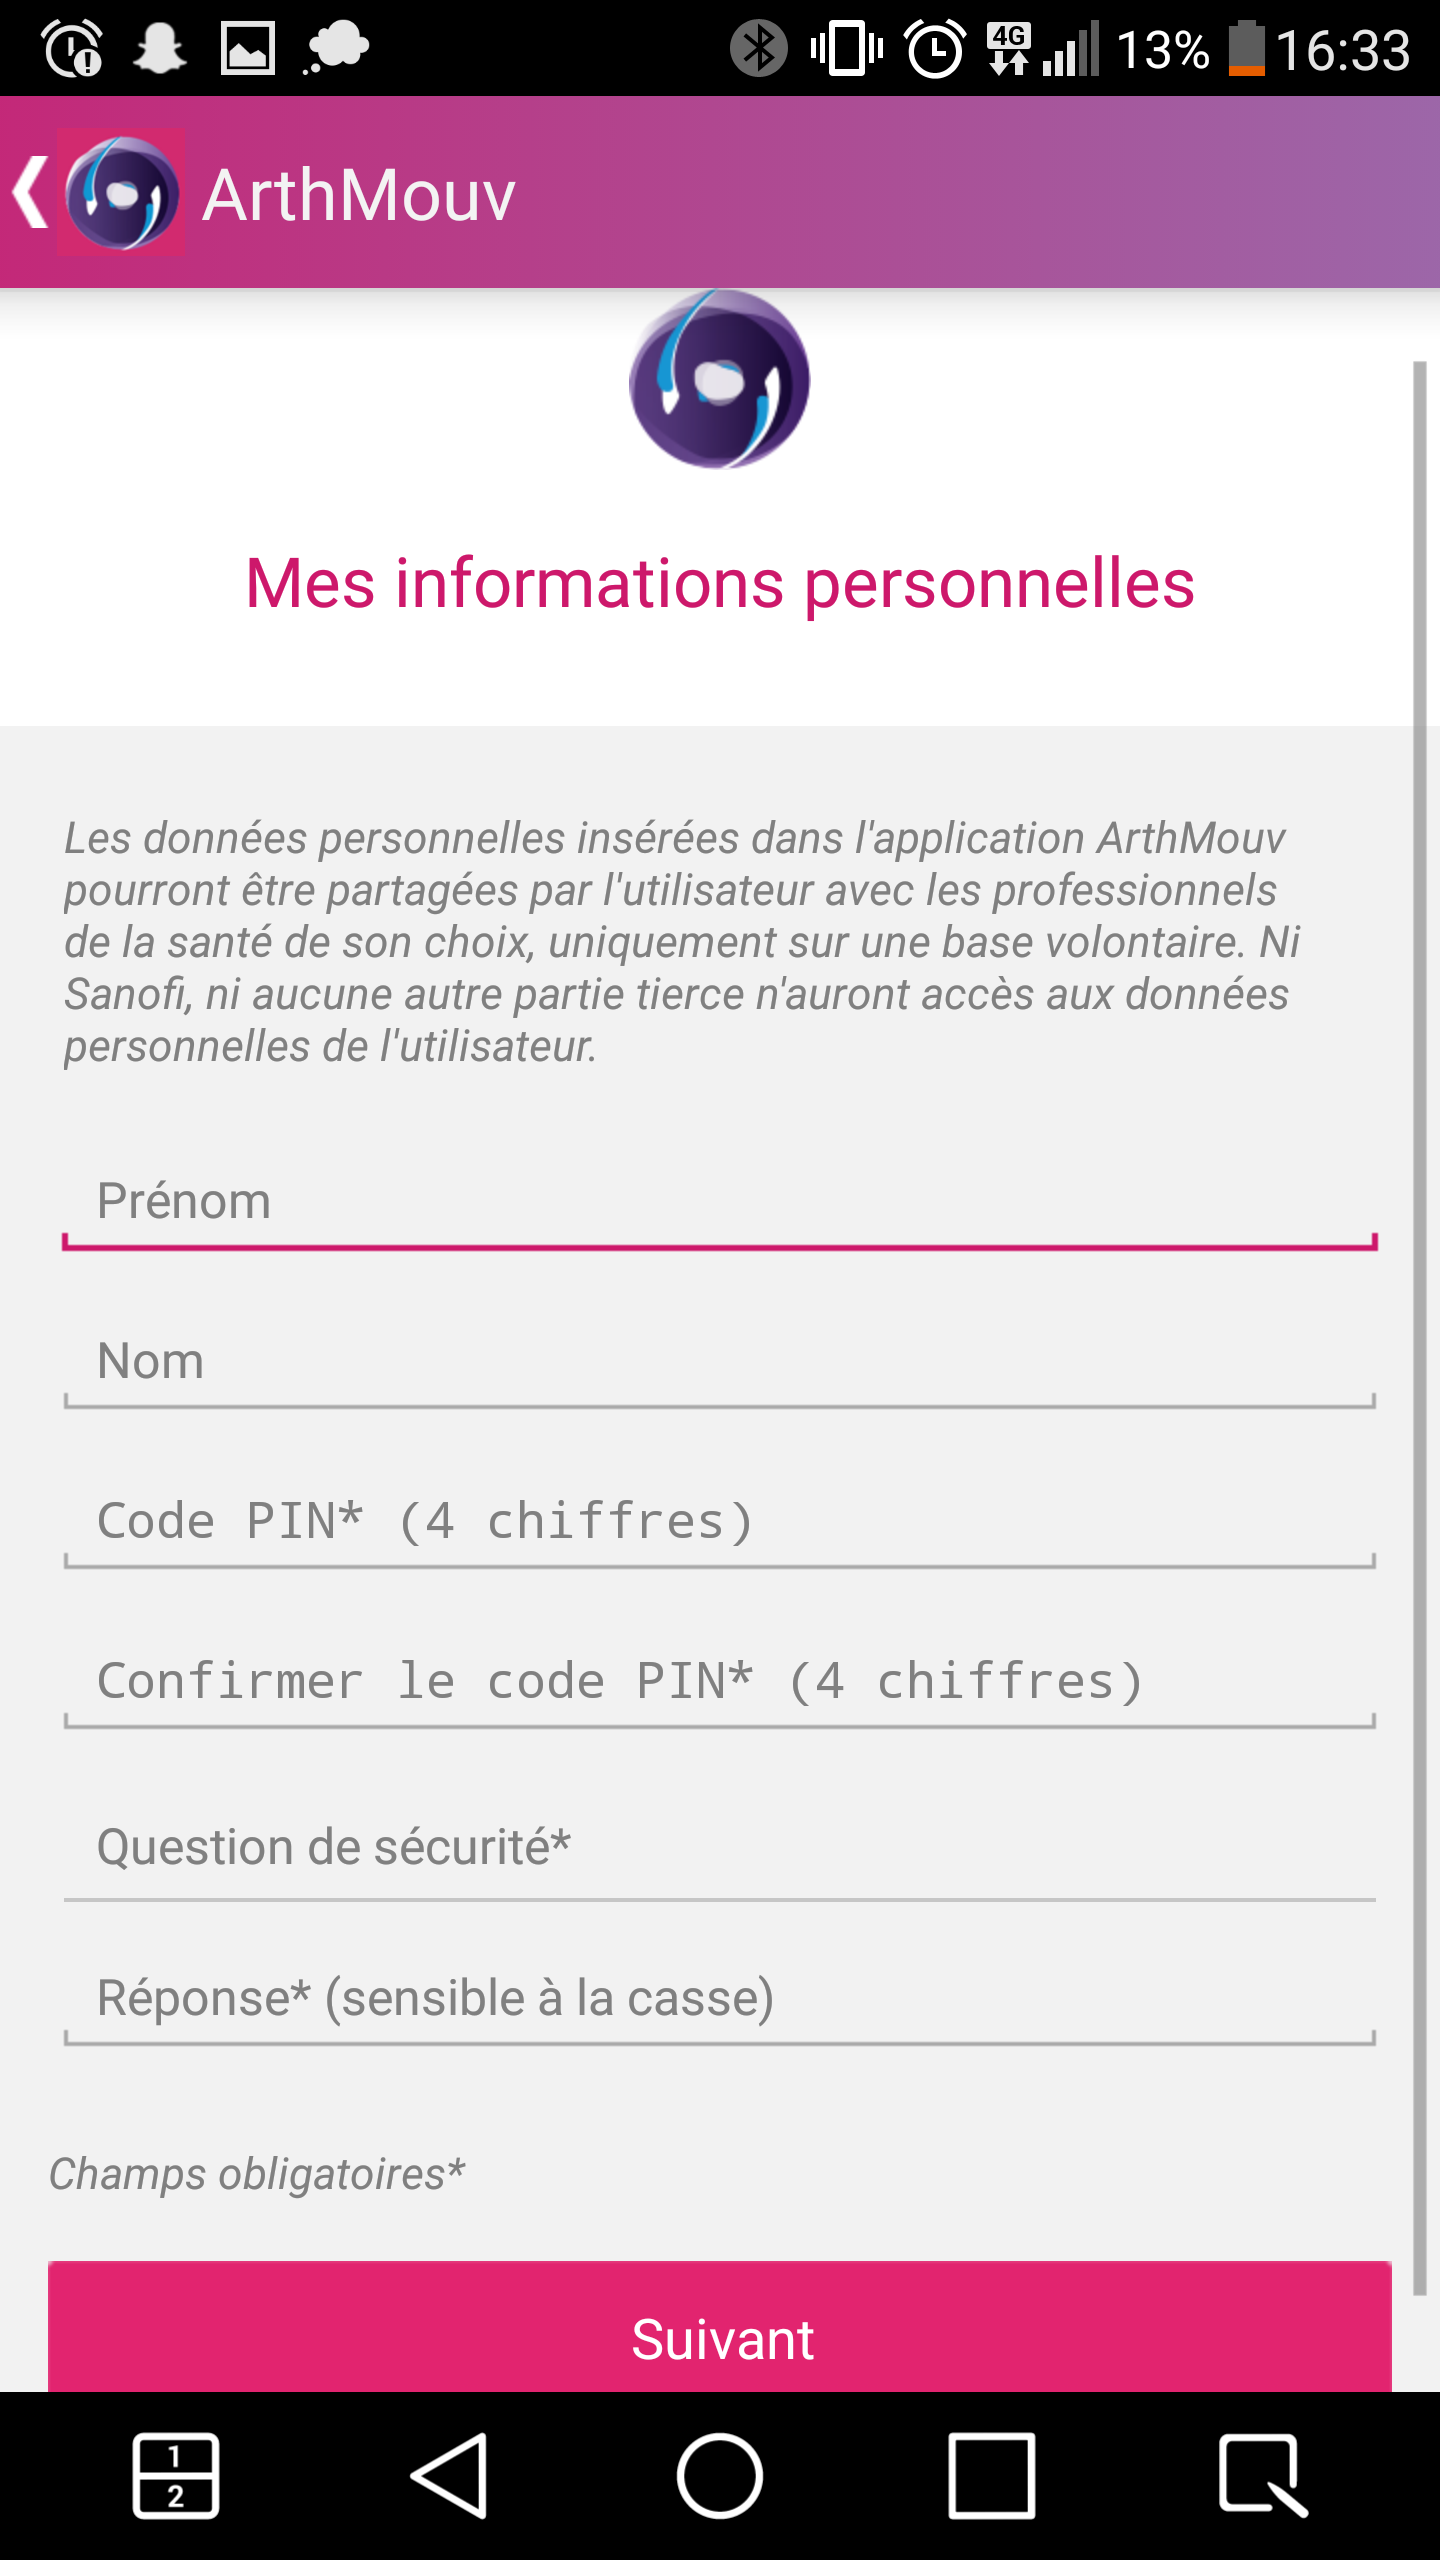 4G 13% 16:33
ArthMouv
Mes informations personnelles
Les données personnelles insérées dans l'application ArthMouv
pourront être partagées par l'utilisateur avec les professionnels
de la santé de son choix, uniquement sur une base volontaire. Ni
Sanofi, ni aucune autre partie tierce n'auront accès aux données
personnelles de l'utilisateur.
Prénom
Nom
Code PIN* (4 chiffres)
Confirmer le code PIN* (4 chiffres)
Question de sécurité*
Réponse* (sensible à la casse)
Champs obligatoires*
Suivant
1
2